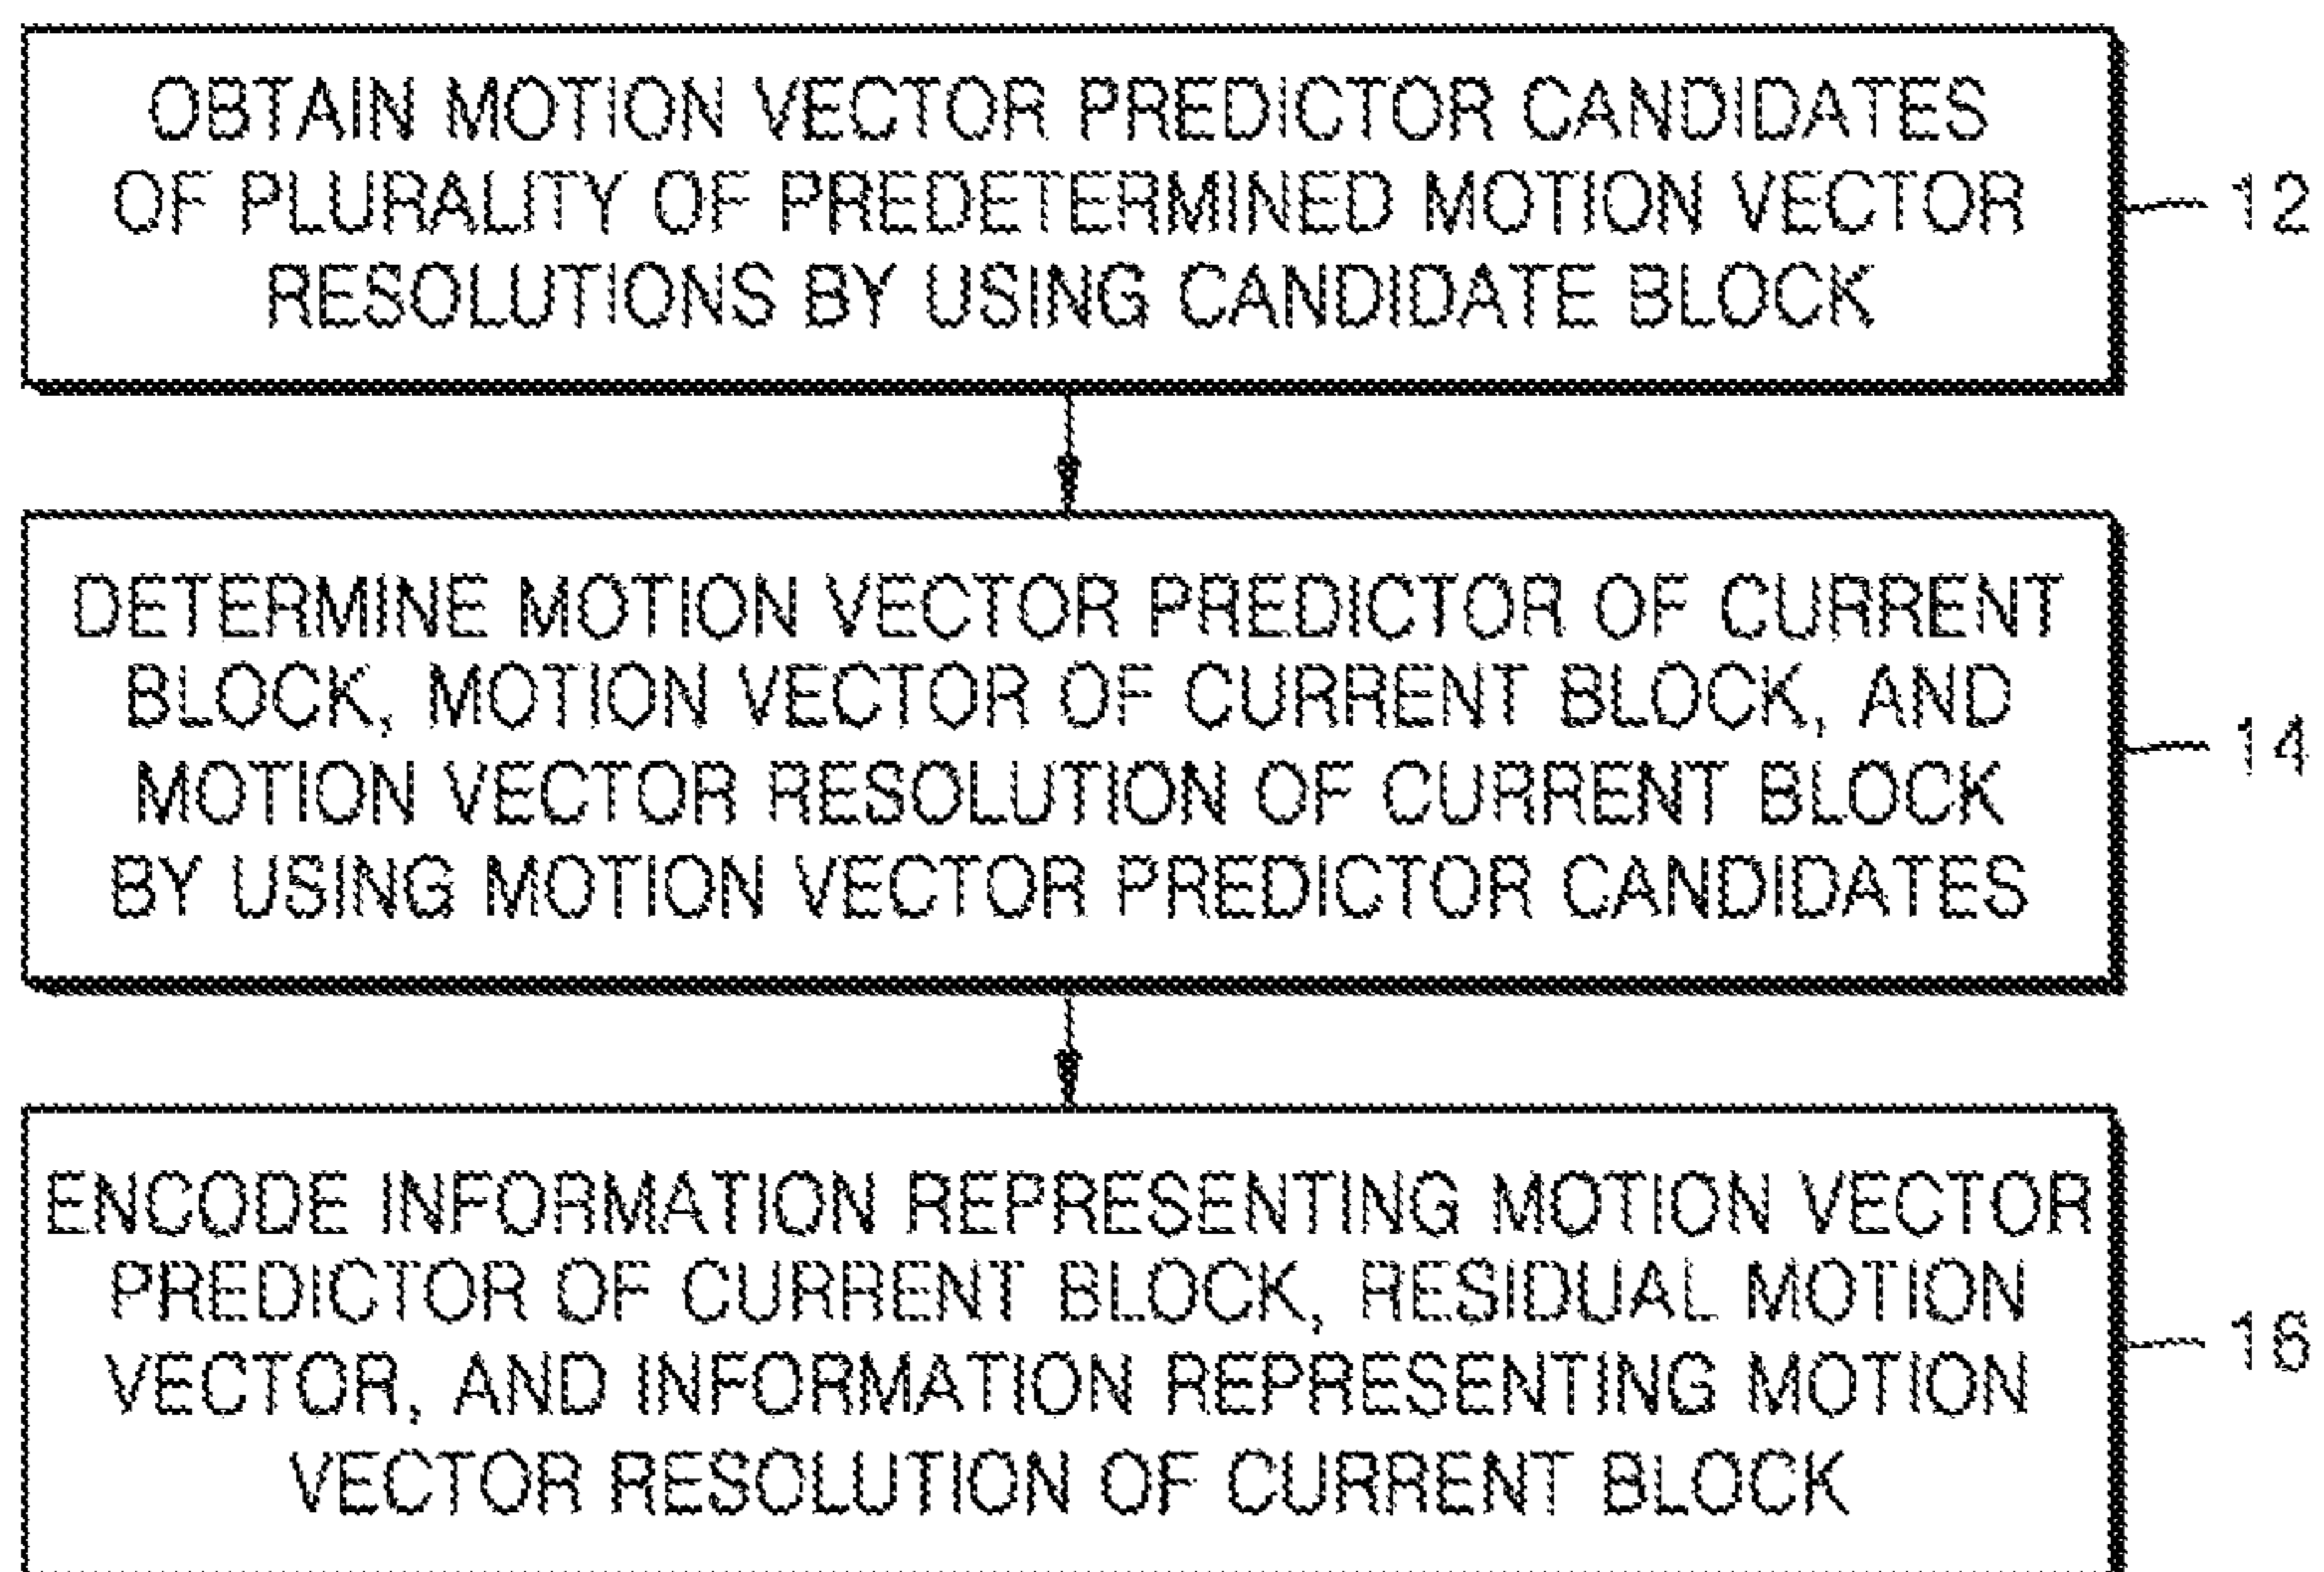 OBTAIN MOTION VECTOR PREDICTOR CANDIDATES
OF PLURALITY OF PREDETERMINED MOTION VECTOR
RESOLUTIONS BY USING CANDIDATE BLOCK
12
DETERMINE MOTION VECTOR PREDICTOR OF CURRENT
BLOCK, MOTION VECTOR OF CURRENT BLOCK, AND
MOTION VECTOR RESOLUTION OF CURRENT BLOCK
BY USING MOTION VECTOR PREDICTOR CANDIDATES
14
ENCODE INFORMATION REPRESENTING MOTION VECTOR
PREDICTOR OF CURRENT BLOCK, RESIDUAL MOTION
VECTOR, AND INFORMATION REPRESENTING MOTION
VECTOR RESOLUTION OF CURRENT BLOCK
16